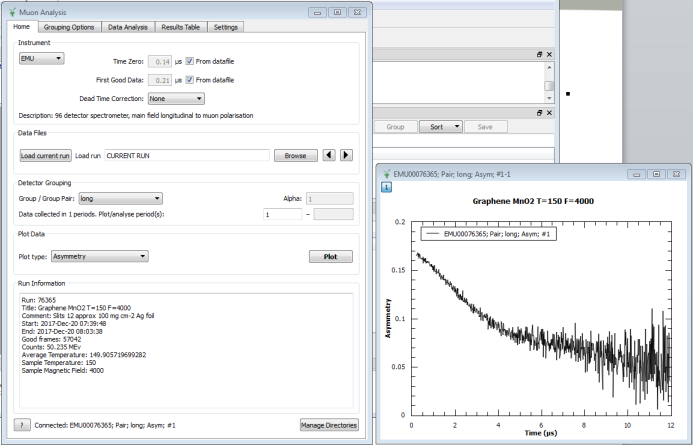 Muon Analysis
Home Grouping Options Data Analysis Results Table Settings
Instrument
EMU
Time Zero: 0.14 µs From datafile
First Good Data: 0.21 µs From datafile
Dead Time Correction: None
Description: 96 detector spectrometer, main field longitudinal to muon polarisation
Data Files
Load current run Load run CURRENT RUN Browse
Detector Grouping
Group / Group Pair: long Alpha: 1
Data collected in 1 periods. Plot/analyse period(s): 1 -
Plot Data
Plot type: Asymmetry Plot
Run Information
Run: 76365
Title: Graphene MnO2 T=150 F=4000
Comment: Slits 12 approx 100 mg cm-2 Ag foil
Start: 2017-Dec-20 07:39:48
End: 2017-Dec-20 08:03:38
Good frames: 57042
Counts: 50.235 MEv
Average Temperature: 149.905719699282
Sample Temperature: 150
Sample Magnetic Field: 4000
? Connected: EMU00076365; Pair; long; Asym; #1 Manage Directories
Group Sort Save
EMU00076365; Pair; long; Asym; #1-1
1
Graphene MnO2 T=150 F=4000
EMU00076365; Pair; long; Asym; #1
Asymmetry
0.2
0.15
0.1
0.05
0
0 2 4 6 8 10 12
Time (µs)